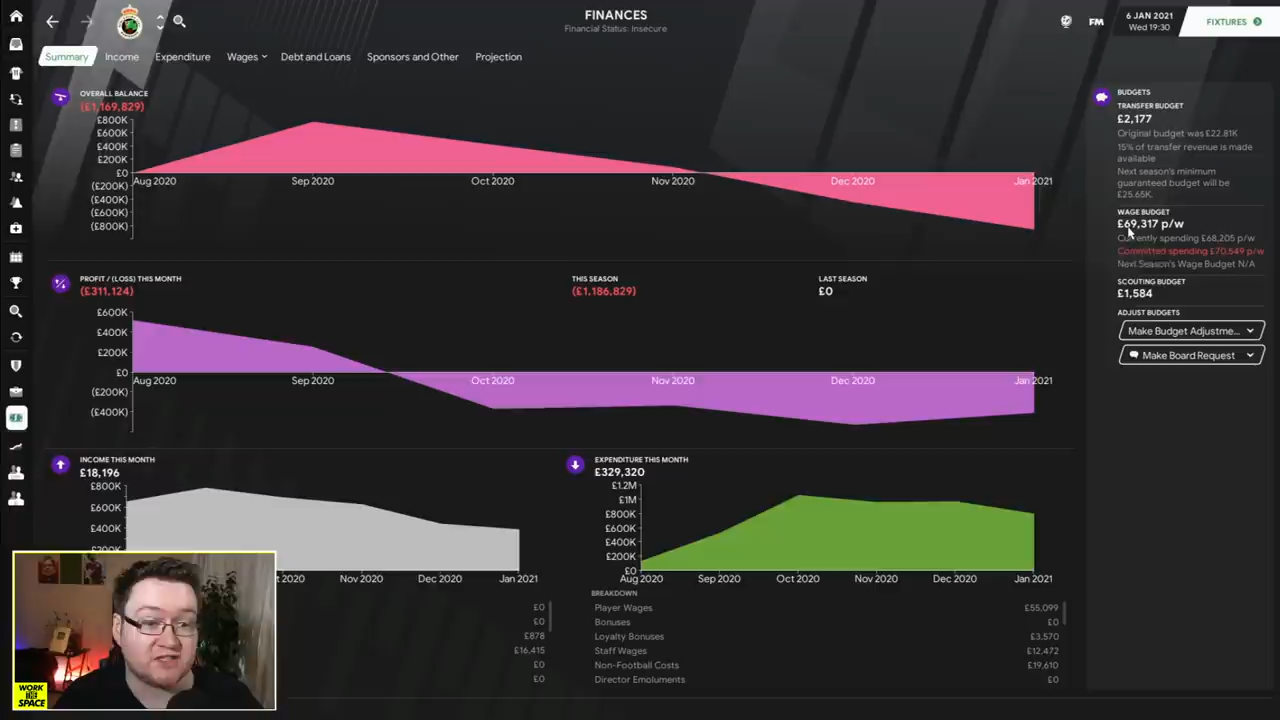 FINANCES
Financial Status: Insecure
FM
6 JAN 2021
Wed 19:30
FIXTURES
Summary
Income
Expenditure
Wages
Debt and Loans
Sponsors and Other
Projection
OVERALL BALANCE
(£1,169,829)
£800K
£600K
£400K
£200K
£0
(£200K)
(£400K)
(£600K)
(£800K)
Aug 2020
Sep 2020
Oct 2020
Nov 2020
Dec 2020
Jan 2021
PROFIT / (LOSS) THIS MONTH
(£311,124)
THIS SEASON
(£1,186,829)
LAST SEASON
£0
£600K
£400K
£200K
£0
(£200K)
(£400K)
Aug 2020
Sep 2020
Oct 2020
Nov 2020
Dec 2020
Jan 2021
INCOME THIS MONTH
£18,196
£800K
£600K
£400K
£200K
t 2020
Nov 2020
Dec 2020
Jan 2021
£0
£0
£878
£16,415
£0
£0
EXPENDITURE THIS MONTH
£329,320
£1.2M
£1M
£800K
£600K
£400K
£200K
£0
Aug 2020
Sep 2020
Oct 2020
Nov 2020
Dec 2020
Jan 2021
BREAKDOWN
Player Wages £55,099
Bonuses £0
Loyalty Bonuses £3,570
Staff Wages £12,472
Non-Football Costs £19,610
Director Emoluments £0
BUDGETS
TRANSFER BUDGET
£2,177
Original budget was £22.81K
15% of transfer revenue is made
available
Next season's minimum
guaranteed budget will be
£25.65K.
WAGE BUDGET
£69,317 p/w
Currently spending £68,205 p/w
Committed spending £70,549 p/w
Next Season's Wage Budget N/A
SCOUTING BUDGET
£1,584
ADJUST BUDGETS
Make Budget Adjustme...
Make Board Request
WORK
THE
SPACE